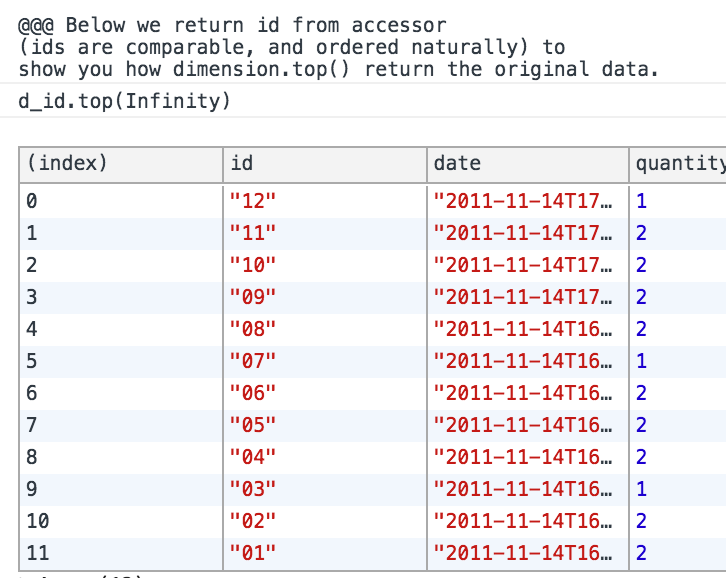 @@@ Below we return id from accessor
(ids are comparable, and ordered naturally) to
show you how dimension.top() return the original data.
d_id.top(Infinity)
(index) id date quantity
0 "12" "2011-11-14T17… 1
1 "11" "2011-11-14T17… 2
2 "10" "2011-11-14T17… 2
3 "09" "2011-11-14T17… 2
4 "08" "2011-11-14T16… 2
5 "07" "2011-11-14T16… 1
6 "06" "2011-11-14T16… 2
7 "05" "2011-11-14T16… 2
8 "04" "2011-11-14T16… 2
9 "03" "2011-11-14T16… 1
10 "02" "2011-11-14T16… 2
11 "01" "2011-11-14T16… 2